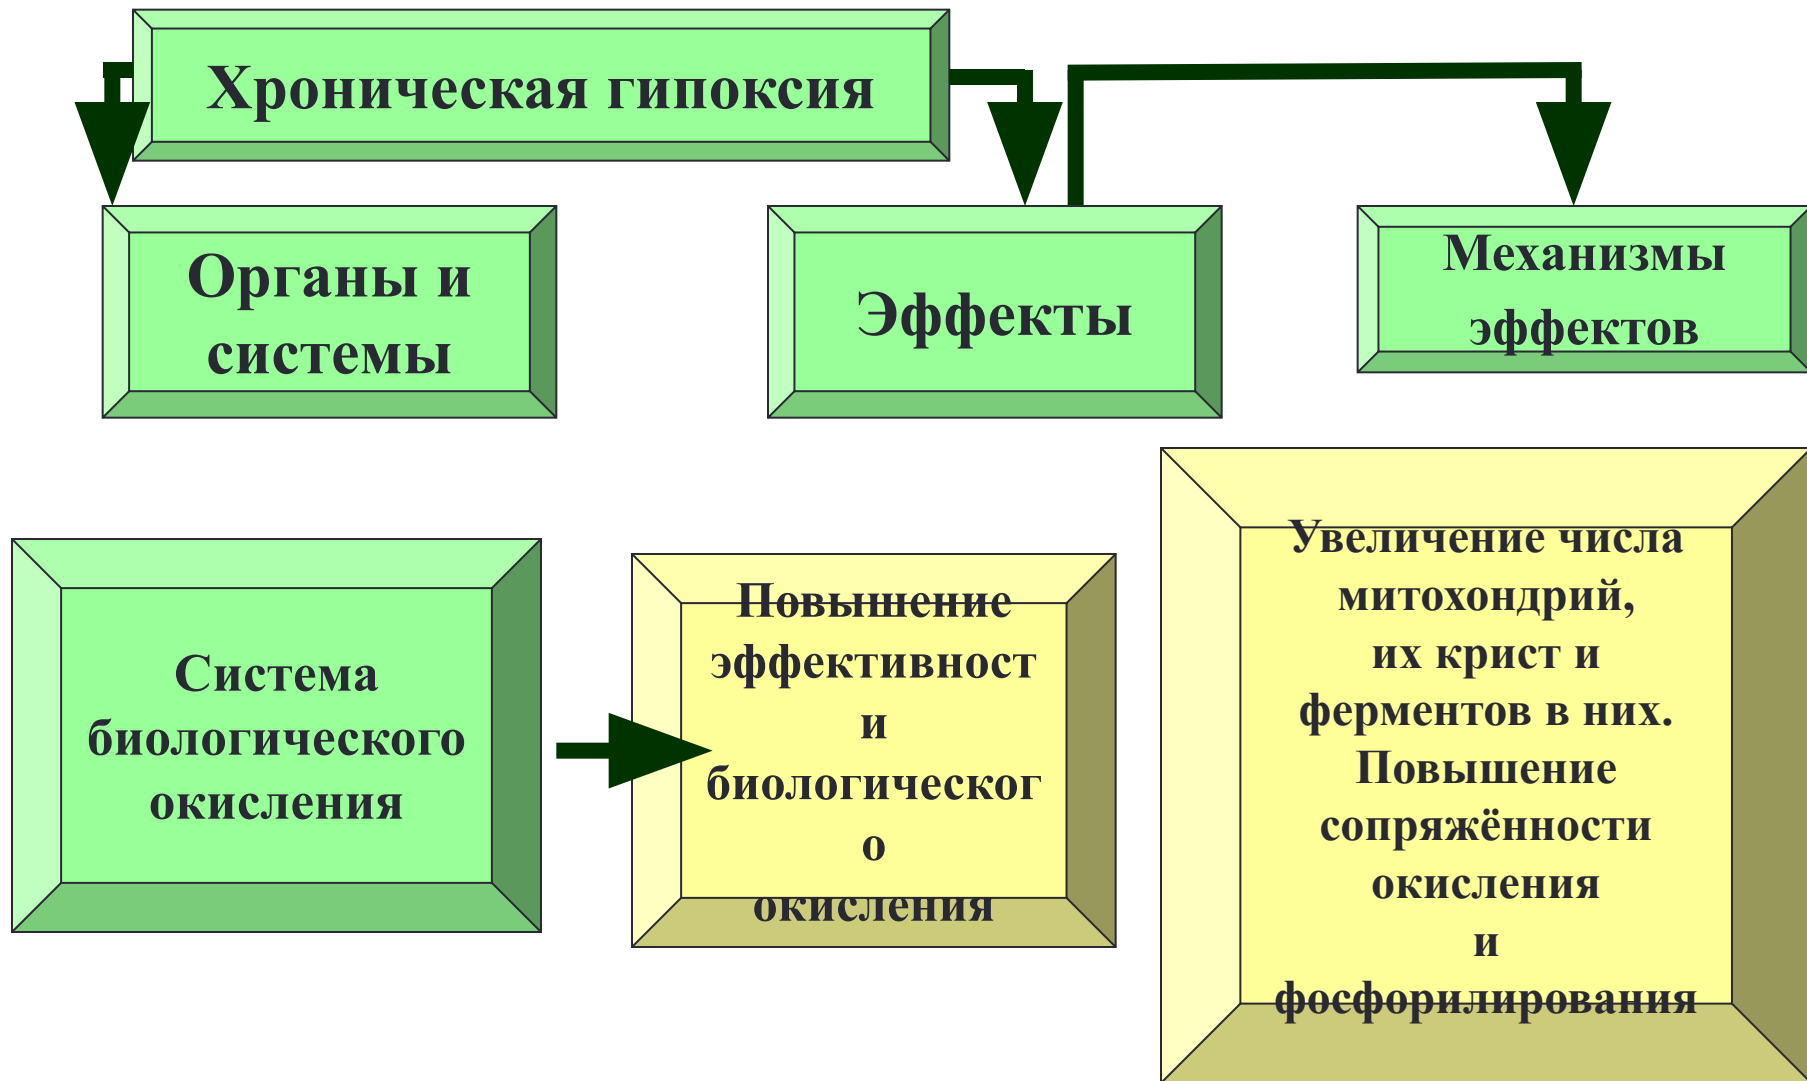 Хроническая гипоксия
Органы и
системы
Эффекты
Механизмы
эффектов
Система
биологического
окисления
Повышение
эффективност
и
биологическог
о
окисления
Увеличение числа
митохондрий,
их крист и
ферментов в них.
Повышение
сопряжённости
окисления
и
фосфорилирования